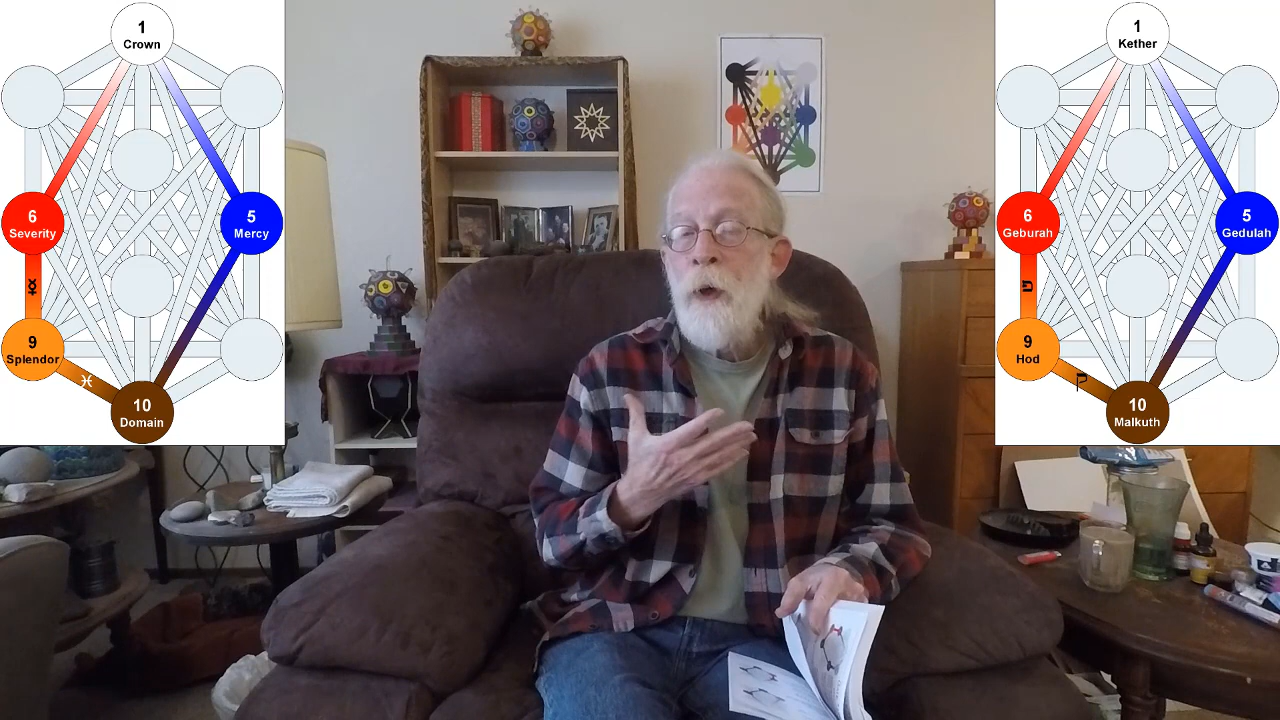 1
Crown
6
Severity
5
Mercy
☿
9
Splendor
♓
10
Domain
1
Kether
6
Geburah
5
Gedulah
ש
9
Hod
ק
10
Malkuth